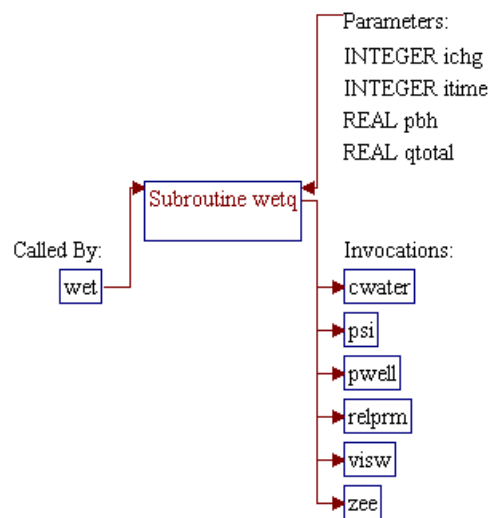 Parameters:
INTEGER ichg
INTEGER itime
REAL pbh
REAL qtotal
Subroutine wetq
Called By:
wet
Invocations:
cwater
psi
pwell
relprm
visw
zee